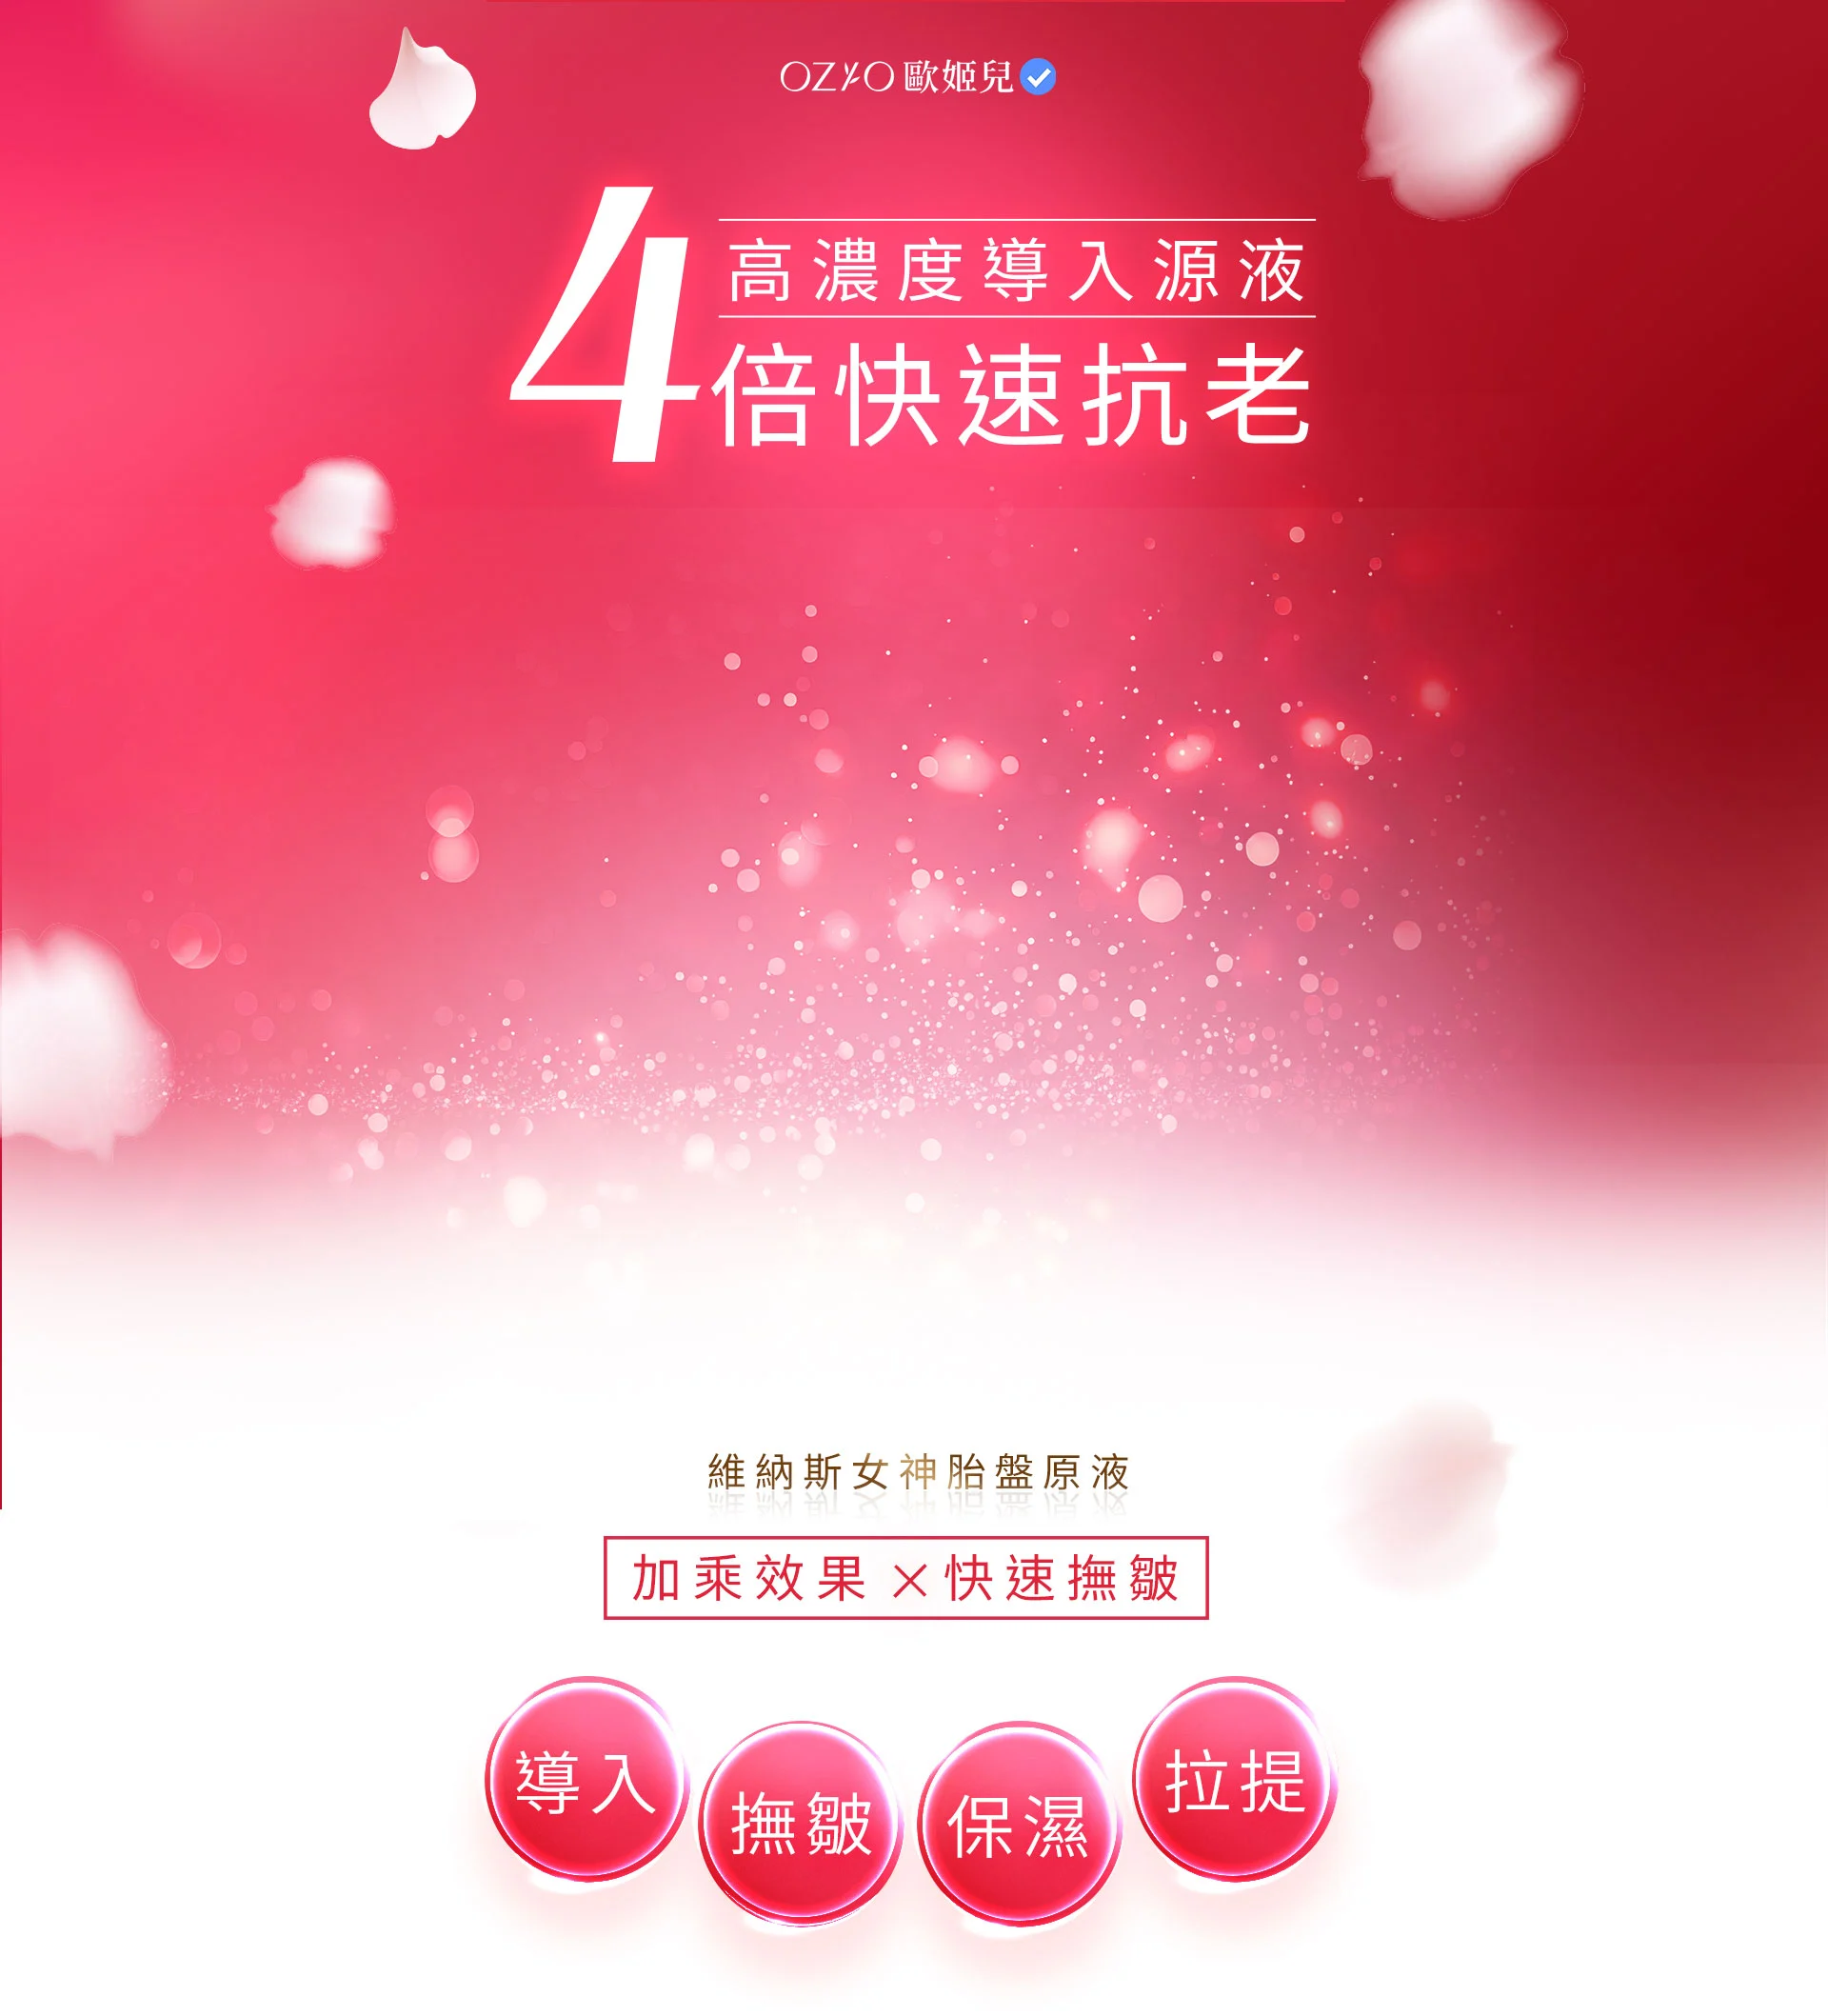 OZIO 歐姬兒
高濃度導入源液
4倍快速抗老
維納斯女神胎盤原液
加乘效果×快速撫皺
導入
撫皺
保濕
拉提